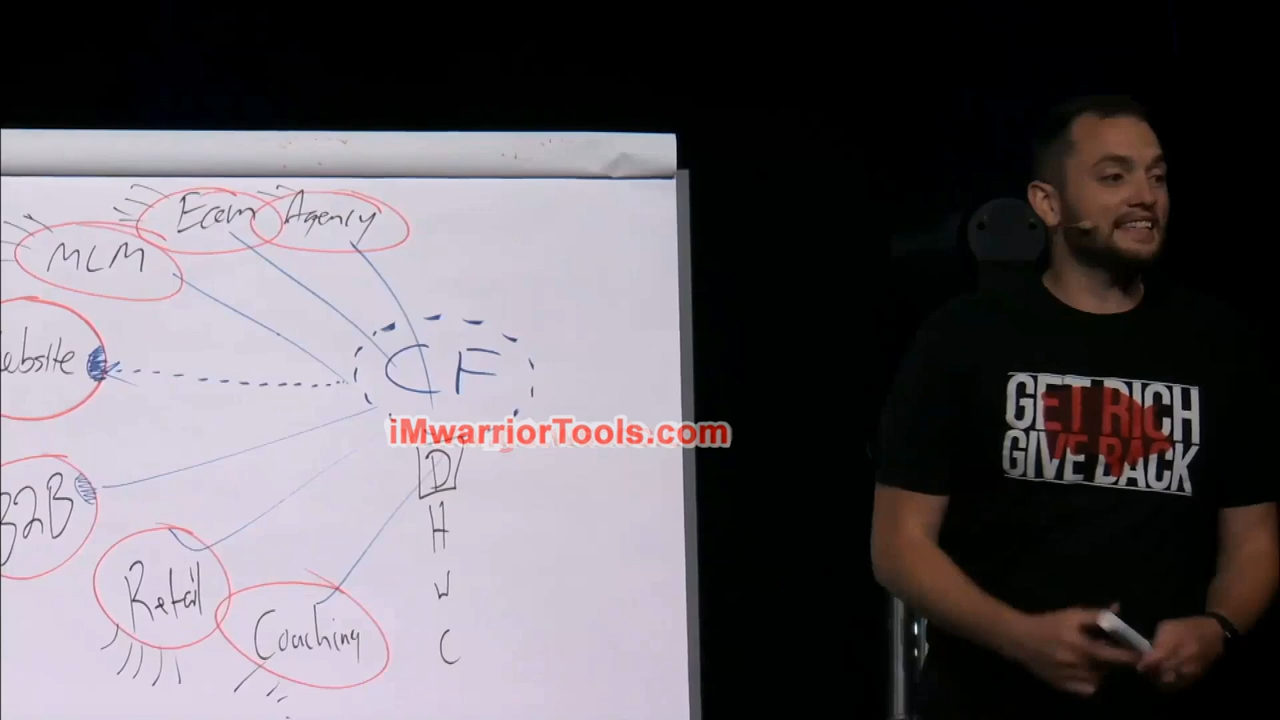 Ecom
Agency
MLM
ebsite
CF
iMwarriorTools.com
D
B2B
H
Retail
W
Coaching
C
GET RICH
GIVE BACK